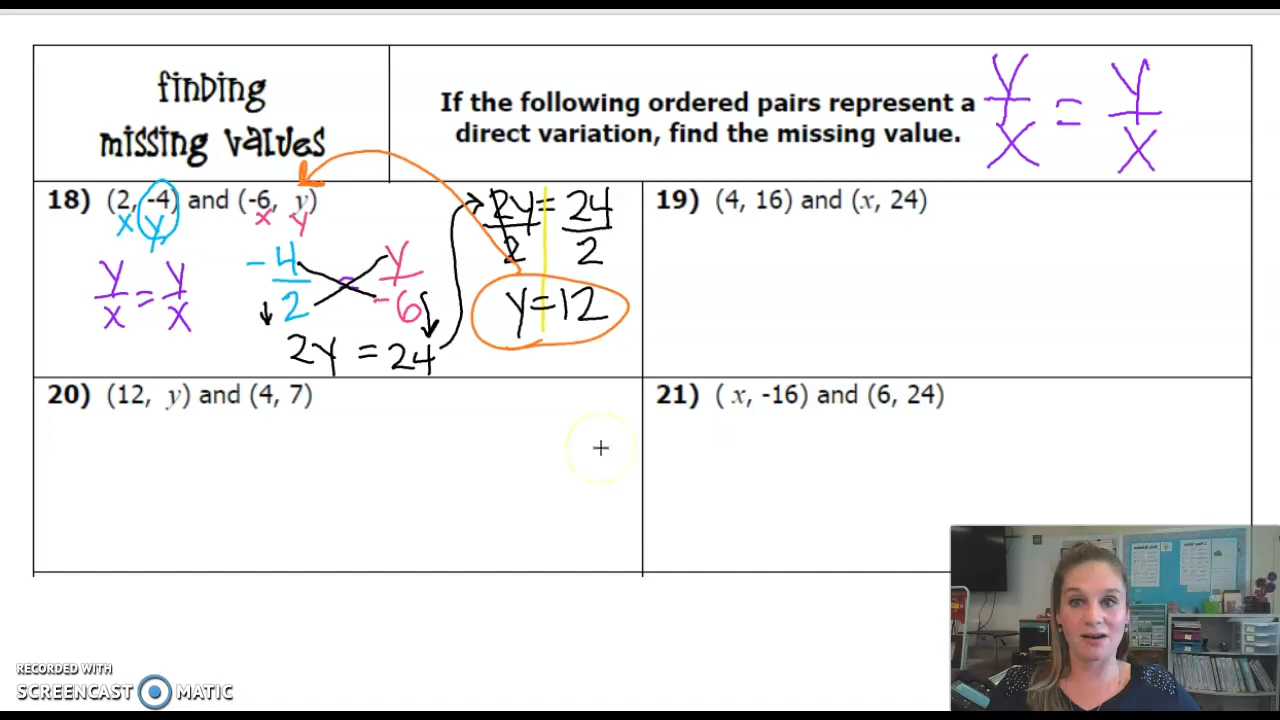 finding
missing values
If the following ordered pairs represent a
direct variation, find the missing value.
y/x = y/x
18) (2, -4) and (-6, y)
x y x y
y/x = y/x
-4/2 = y/-6
2y = 24
2y/2 = 24/2
y = 12
19) (4, 16) and (x, 24)
20) (12, y) and (4, 7)
21) ( x, -16) and (6, 24)
RECORDED WITH
SCREENCAST MATIC